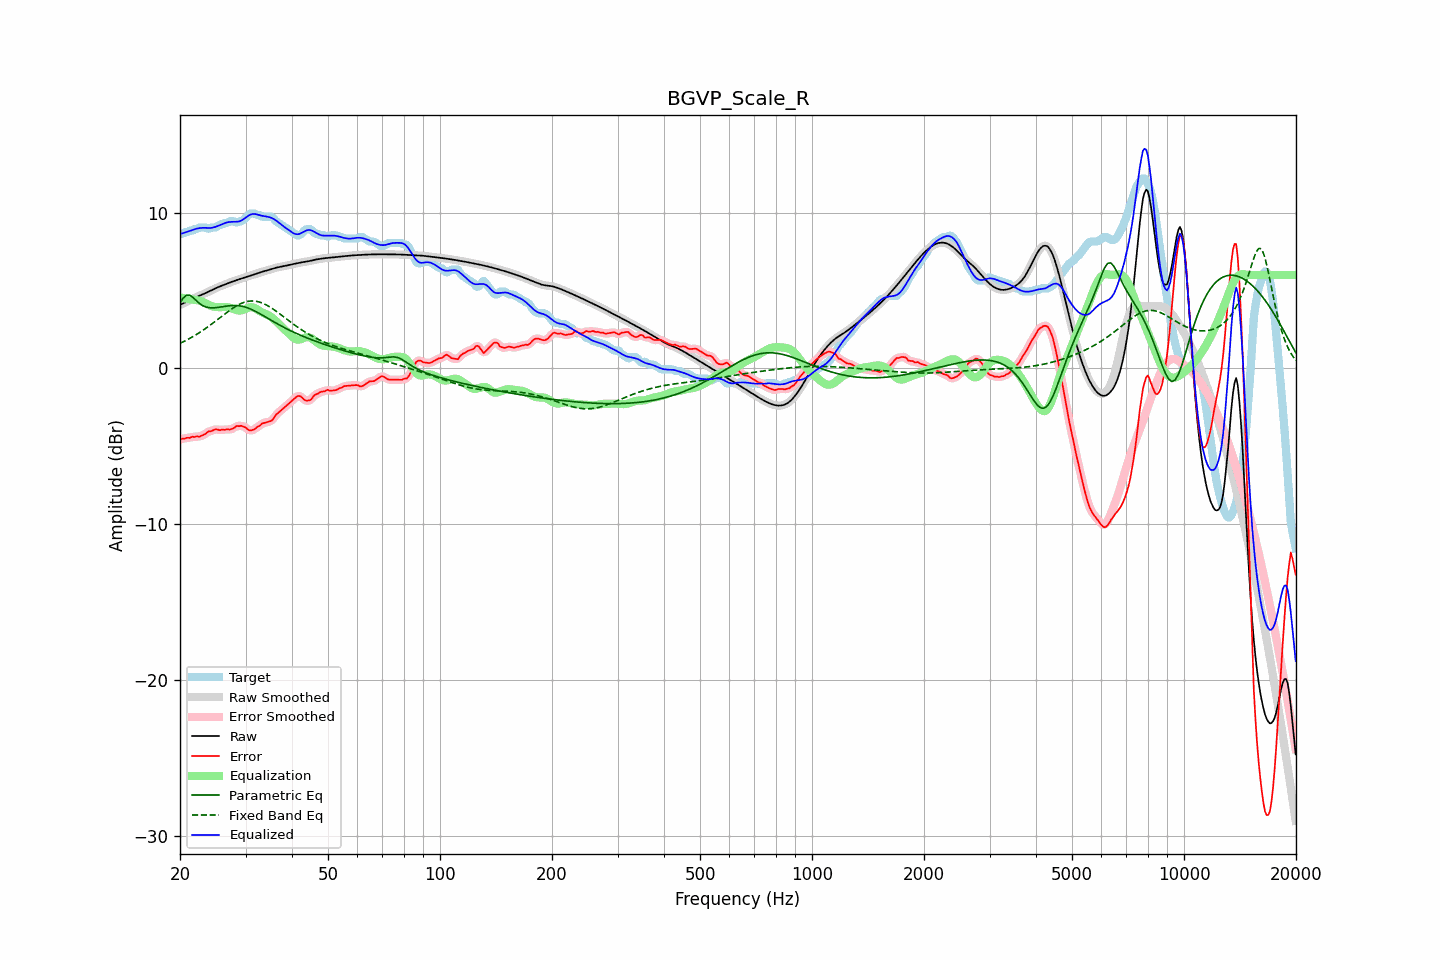 BGVP_Scale_R
Amplitude (dBr)
10
0
−10
−20
−30
Target
Raw Smoothed
Error Smoothed
Raw
Error
Equalization
Parametric Eq
Fixed Band Eq
Equalized
20 50 100 200 500 1000 2000 5000 10000 20000
Frequency (Hz)